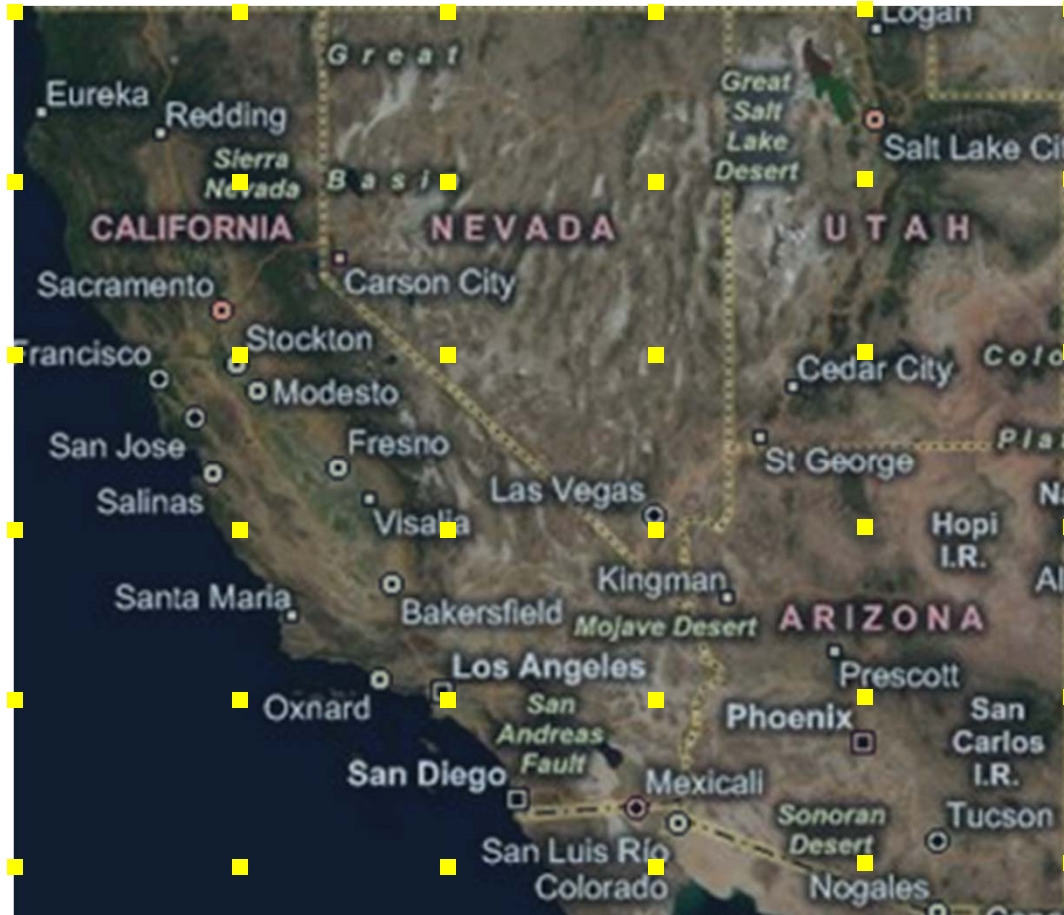 Logan
Great
Eureka
Redding
Great
Salt
Lake
Desert
Salt Lake Ci
Sierra
Nevada
Basin
CALIFORNIA
NEVADA
UTAH
Sacramento
Carson City
Stockton
Francisco
Cedar City
Colo
Modesto
San Jose
Fresno
St George
Pla
Salinas
Las Vegas
Visalia
Hopi
I.R.
Santa Maria
Bakersfield
Kingman
Mojave Desert
ARIZONA
Los Angeles
Prescott
Oxnard
San
Andreas
Fault
Phoenix
San
Carlos
I.R.
San Diego
Mexicali
Sonoran
Desert
Tucson
San Luis Río
Colorado
Nogales